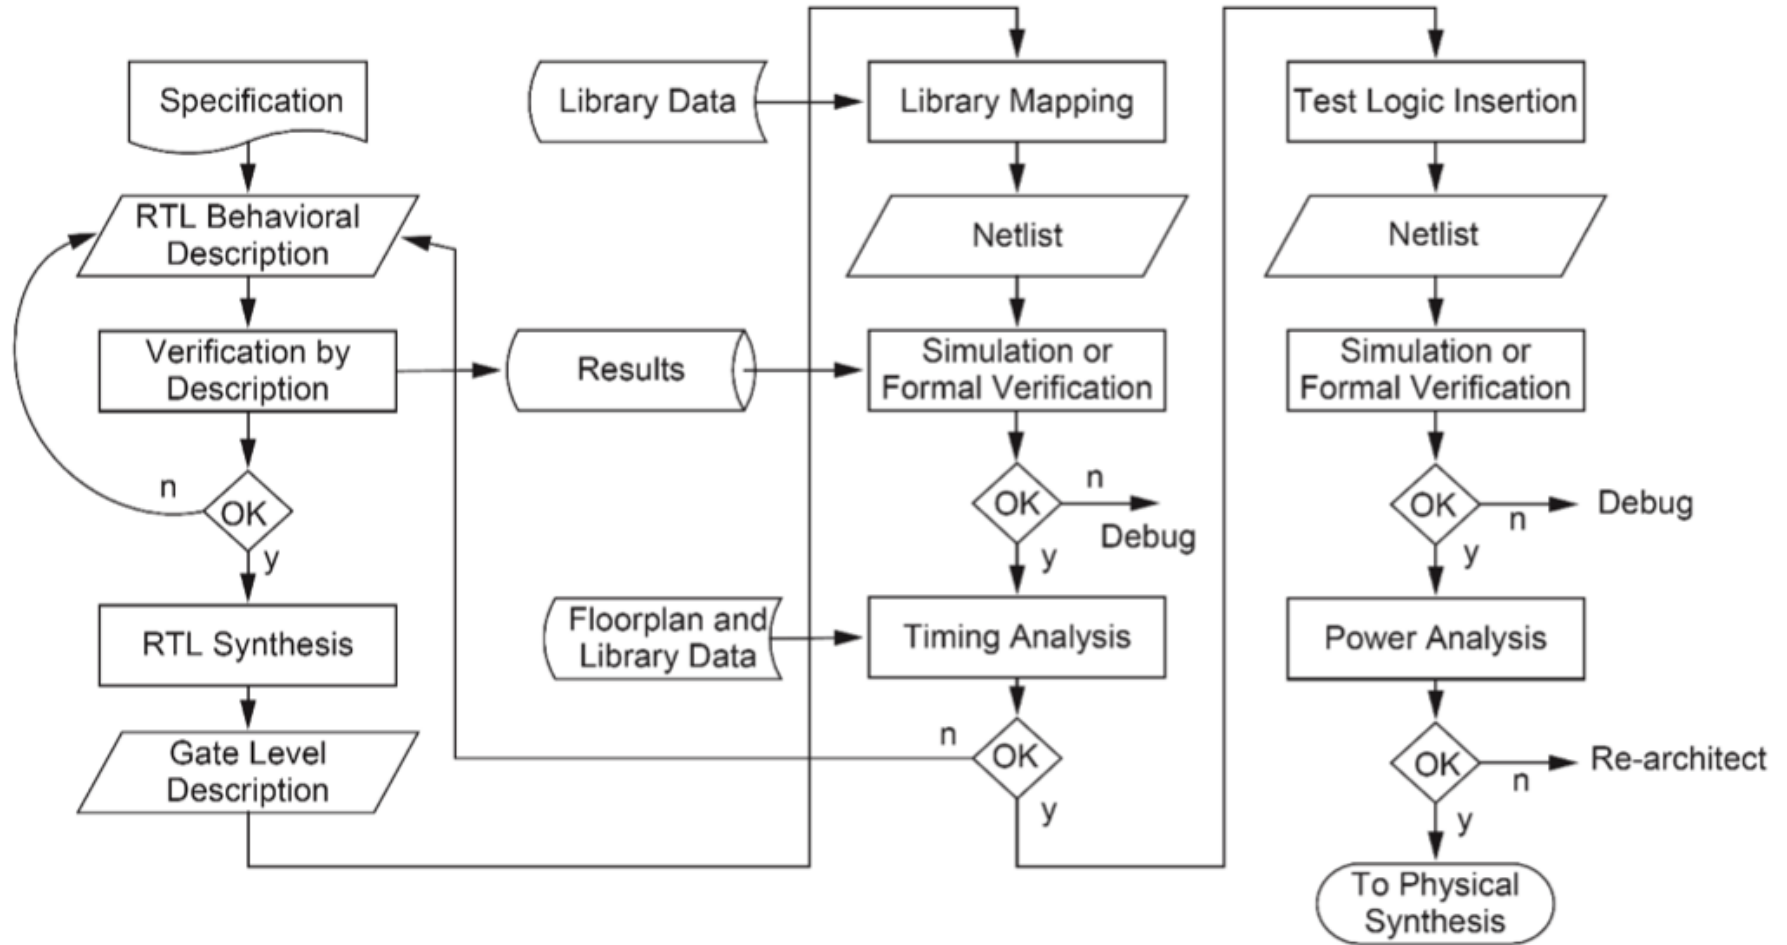 Specification
RTL Behavioral
Description
Verification by
Description
n
OK
y
RTL Synthesis
Gate Level
Description
Library Data
Results
Floorplan and
Library Data
Library Mapping
Netlist
Simulation or
Formal Verification
OK
n
Debug
y
Timing Analysis
n
OK
y
Test Logic Insertion
Netlist
Simulation or
Formal Verification
OK
n
Debug
y
Power Analysis
OK
n
Re-architect
y
To Physical
Synthesis